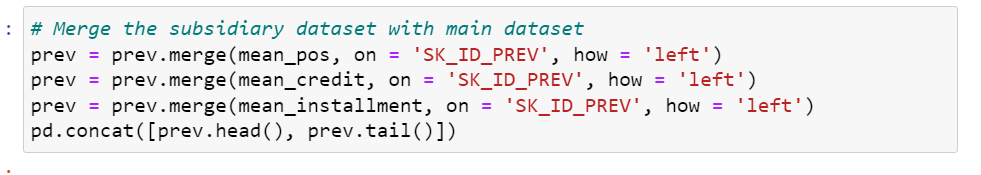 : # Merge the subsidiary dataset with main dataset
prev = prev.merge(mean_pos, on = 'SK_ID_PREV', how = 'left')
prev = prev.merge(mean_credit, on = 'SK_ID_PREV', how = 'left')
prev = prev.merge(mean_installment, on = 'SK_ID_PREV', how = 'left')
pd.concat([prev.head(), prev.tail()])